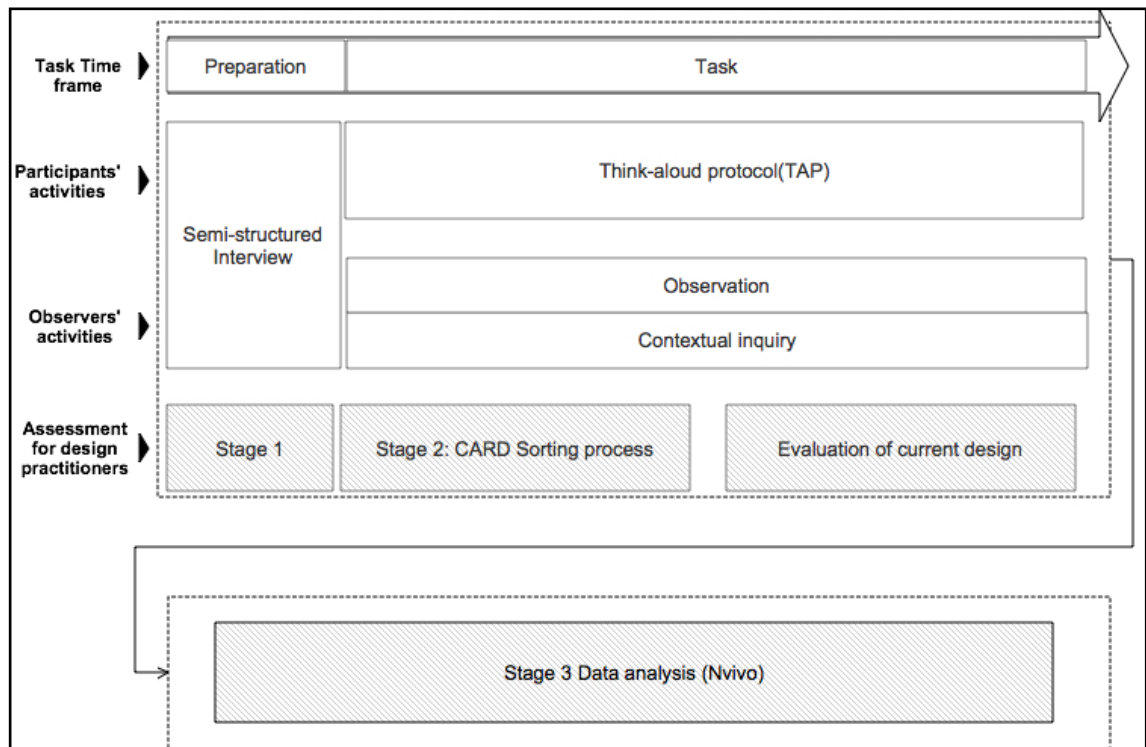 Task Time
frame
Preparation
Task
Participants'
activities
Think-aloud protocol(TAP)
Semi-structured
Interview
Observation
Observers'
activities
Contextual inquiry
Assessment
for design
practitioners
Stage 1
Stage 2: CARD Sorting process
Evaluation of current design
Stage 3 Data analysis (Nvivo)